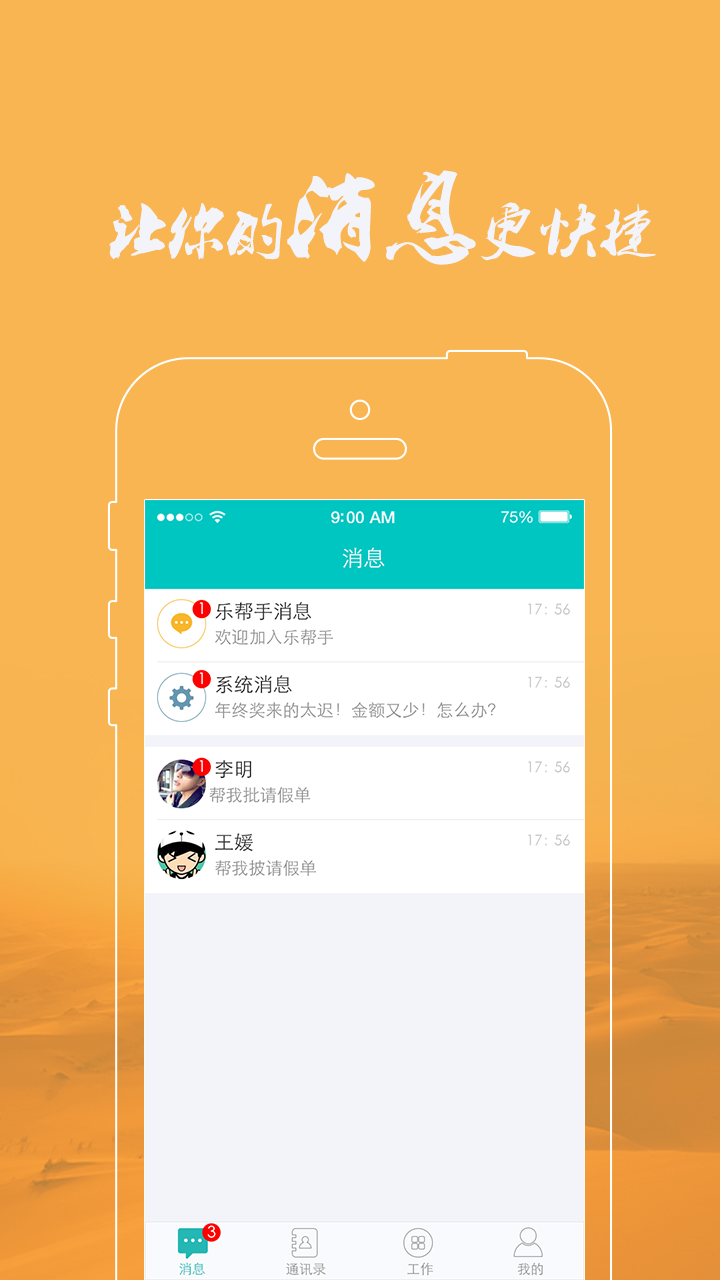 让你的消息更快捷
9:00 AM 75%
消息
1 乐帮手消息 17: 56
欢迎加入乐帮手
1 系统消息 17: 56
年终奖来的太迟！金额又少！怎么办?
1 李明 17: 56
帮我批请假单
王媛 17: 56
帮我披请假单
3
消息 通讯录 工作 我的